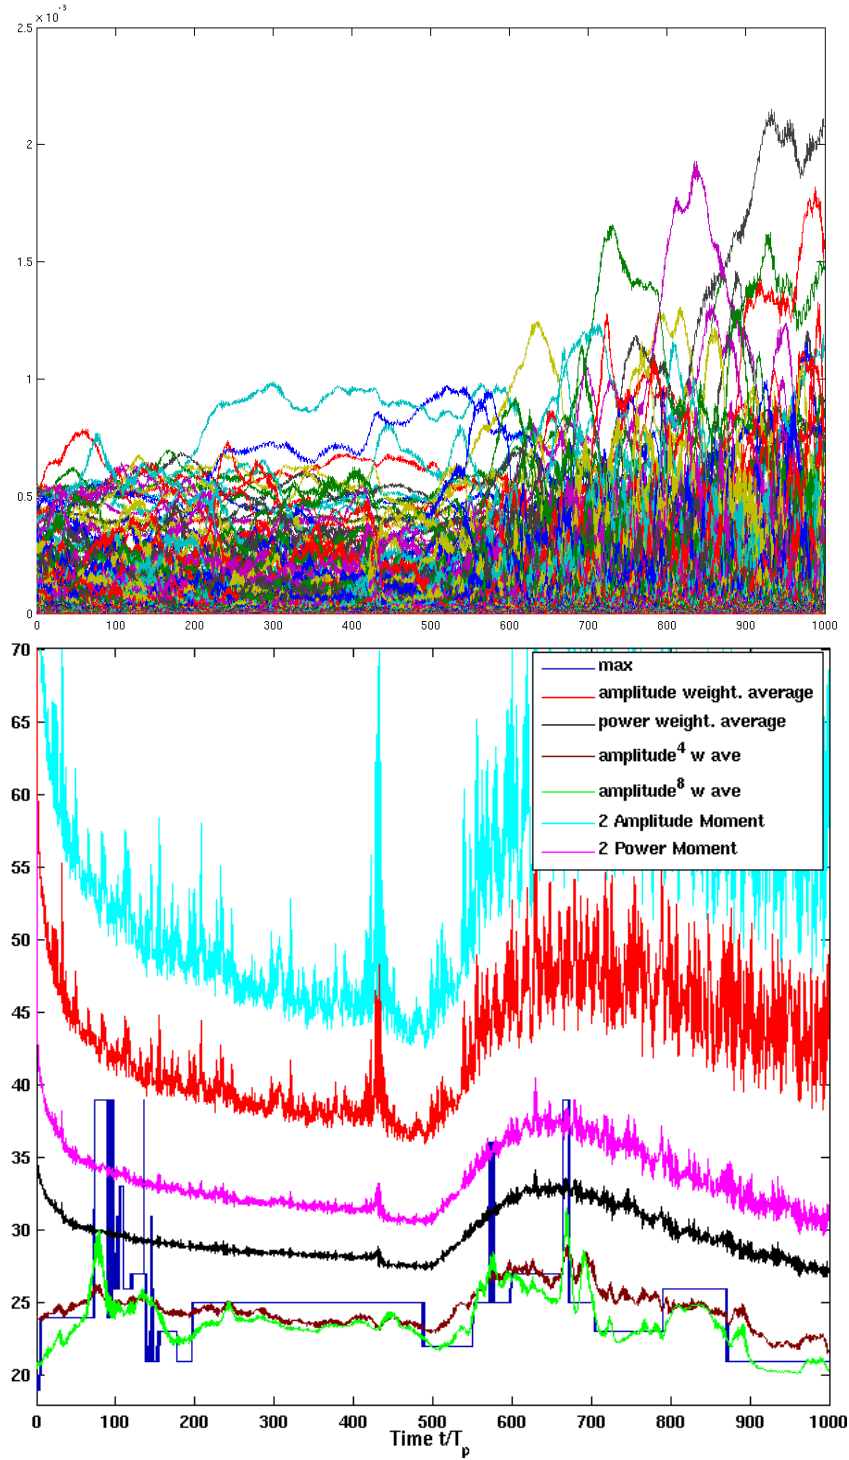 × 10⁻³
2.5
2
1.5
1
0.5
0
0 100 200 300 400 500 600 700 800 900 1000
70
65
60
55
50
45
40
35
30
25
20
max
amplitude weight. average
power weight. average
amplitude⁴ w ave
amplitude⁸ w ave
2 Amplitude Moment
2 Power Moment
0 100 200 300 400 500 600 700 800 900 1000
Time t/Tₚ